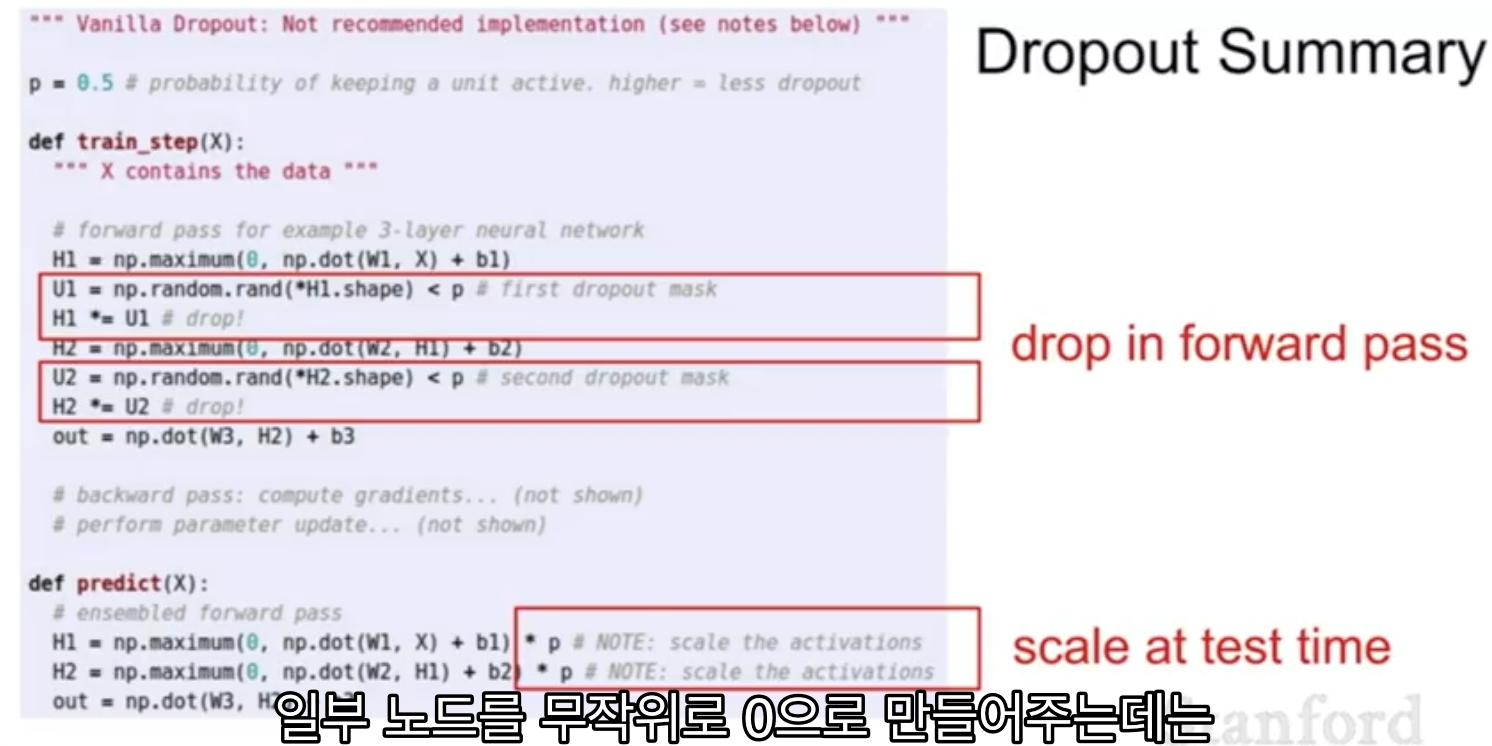 """ Vanilla Dropout: Not recommended implementation (see notes below) """
Dropout Summary
p = 0.5 # probability of keeping a unit active. higher = less dropout
def train_step(X):
""" X contains the data """
# forward pass for example 3-layer neural network
H1 = np.maximum(0, np.dot(W1, X) + b1)
U1 = np.random.rand(*H1.shape) < p # first dropout mask
H1 *= U1 # drop!
H2 = np.maximum(0, np.dot(W2, H1) + b2)
U2 = np.random.rand(*H2.shape) < p # second dropout mask
H2 *= U2 # drop!
out = np.dot(W3, H2) + b3
drop in forward pass
# backward pass: compute gradients... (not shown)
# perform parameter update... (not shown)
def predict(X):
# ensembled forward pass
H1 = np.maximum(0, np.dot(W1, X) + b1) * p # NOTE: scale the activations
H2 = np.maximum(0, np.dot(W2, H1) + b2) * p # NOTE: scale the activations
out = np.dot(W3,
scale at test time
일부 노드를 무작위로 0으로 만들어주는데는
Stanford